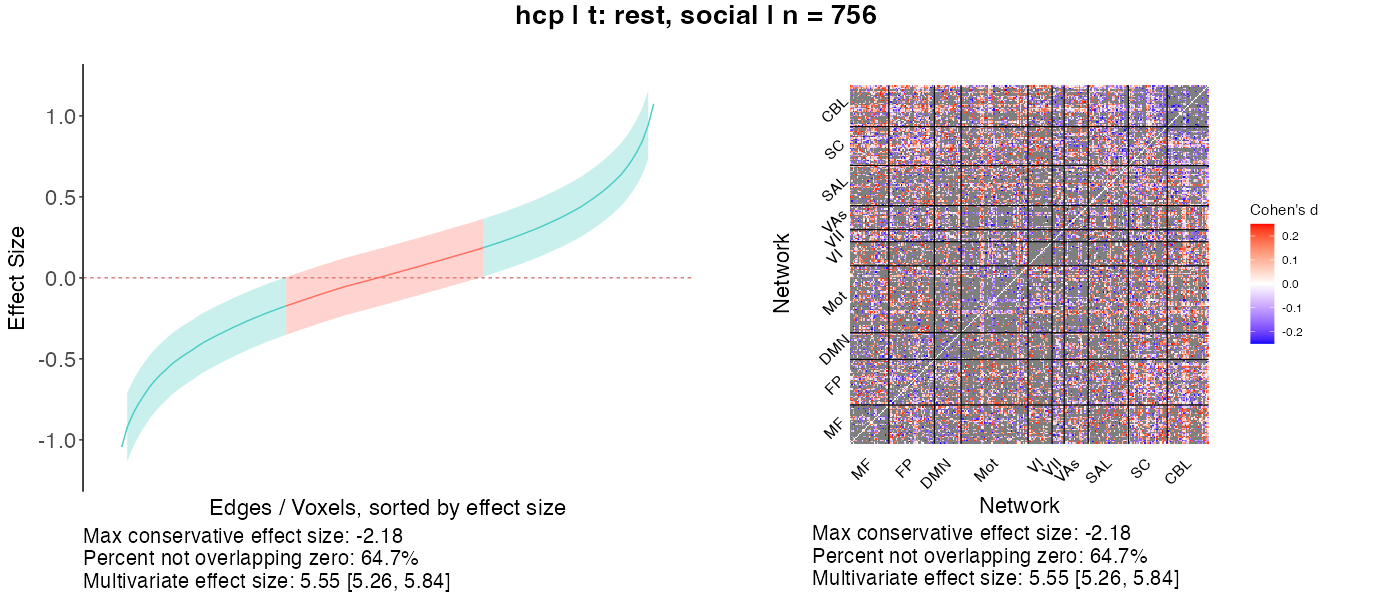 hcp | t: rest, social | n = 756
Effect Size
1.0
0.5
0.0
-0.5
-1.0
Edges / Voxels, sorted by effect size
Max conservative effect size: -2.18
Percent not overlapping zero: 64.7%
Multivariate effect size: 5.55 [5.26, 5.84]
Network
CBL
SC
SAL
VAs
VII
VI
Mot
DMN
FP
MF
MF
FP
DMN
Mot
VI
VII
VAs
SAL
SC
CBL
Network
Max conservative effect size: -2.18
Percent not overlapping zero: 64.7%
Multivariate effect size: 5.55 [5.26, 5.84]
Cohen's d
0.2
0.1
0.0
-0.1
-0.2